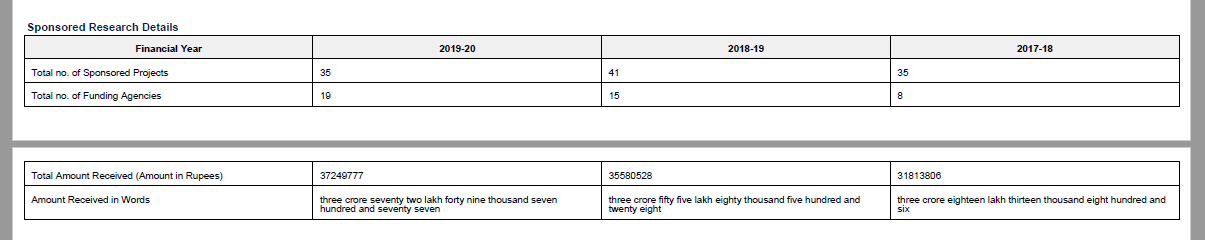 Sponsored Research Details
Financial Year 2019-20 2018-19 2017-18
Total no. of Sponsored Projects 35 41 35
Total no. of Funding Agencies 19 15 8
Total Amount Received (Amount in Rupees) 37249777 35580528 31813806
Amount Received in Words three crore seventy two lakh forty nine thousand seven three crore fifty five lakh eighty thousand five hundred and three crore eighteen lakh thirteen thousand eight hundred and
hundred and seventy seven twenty eight six